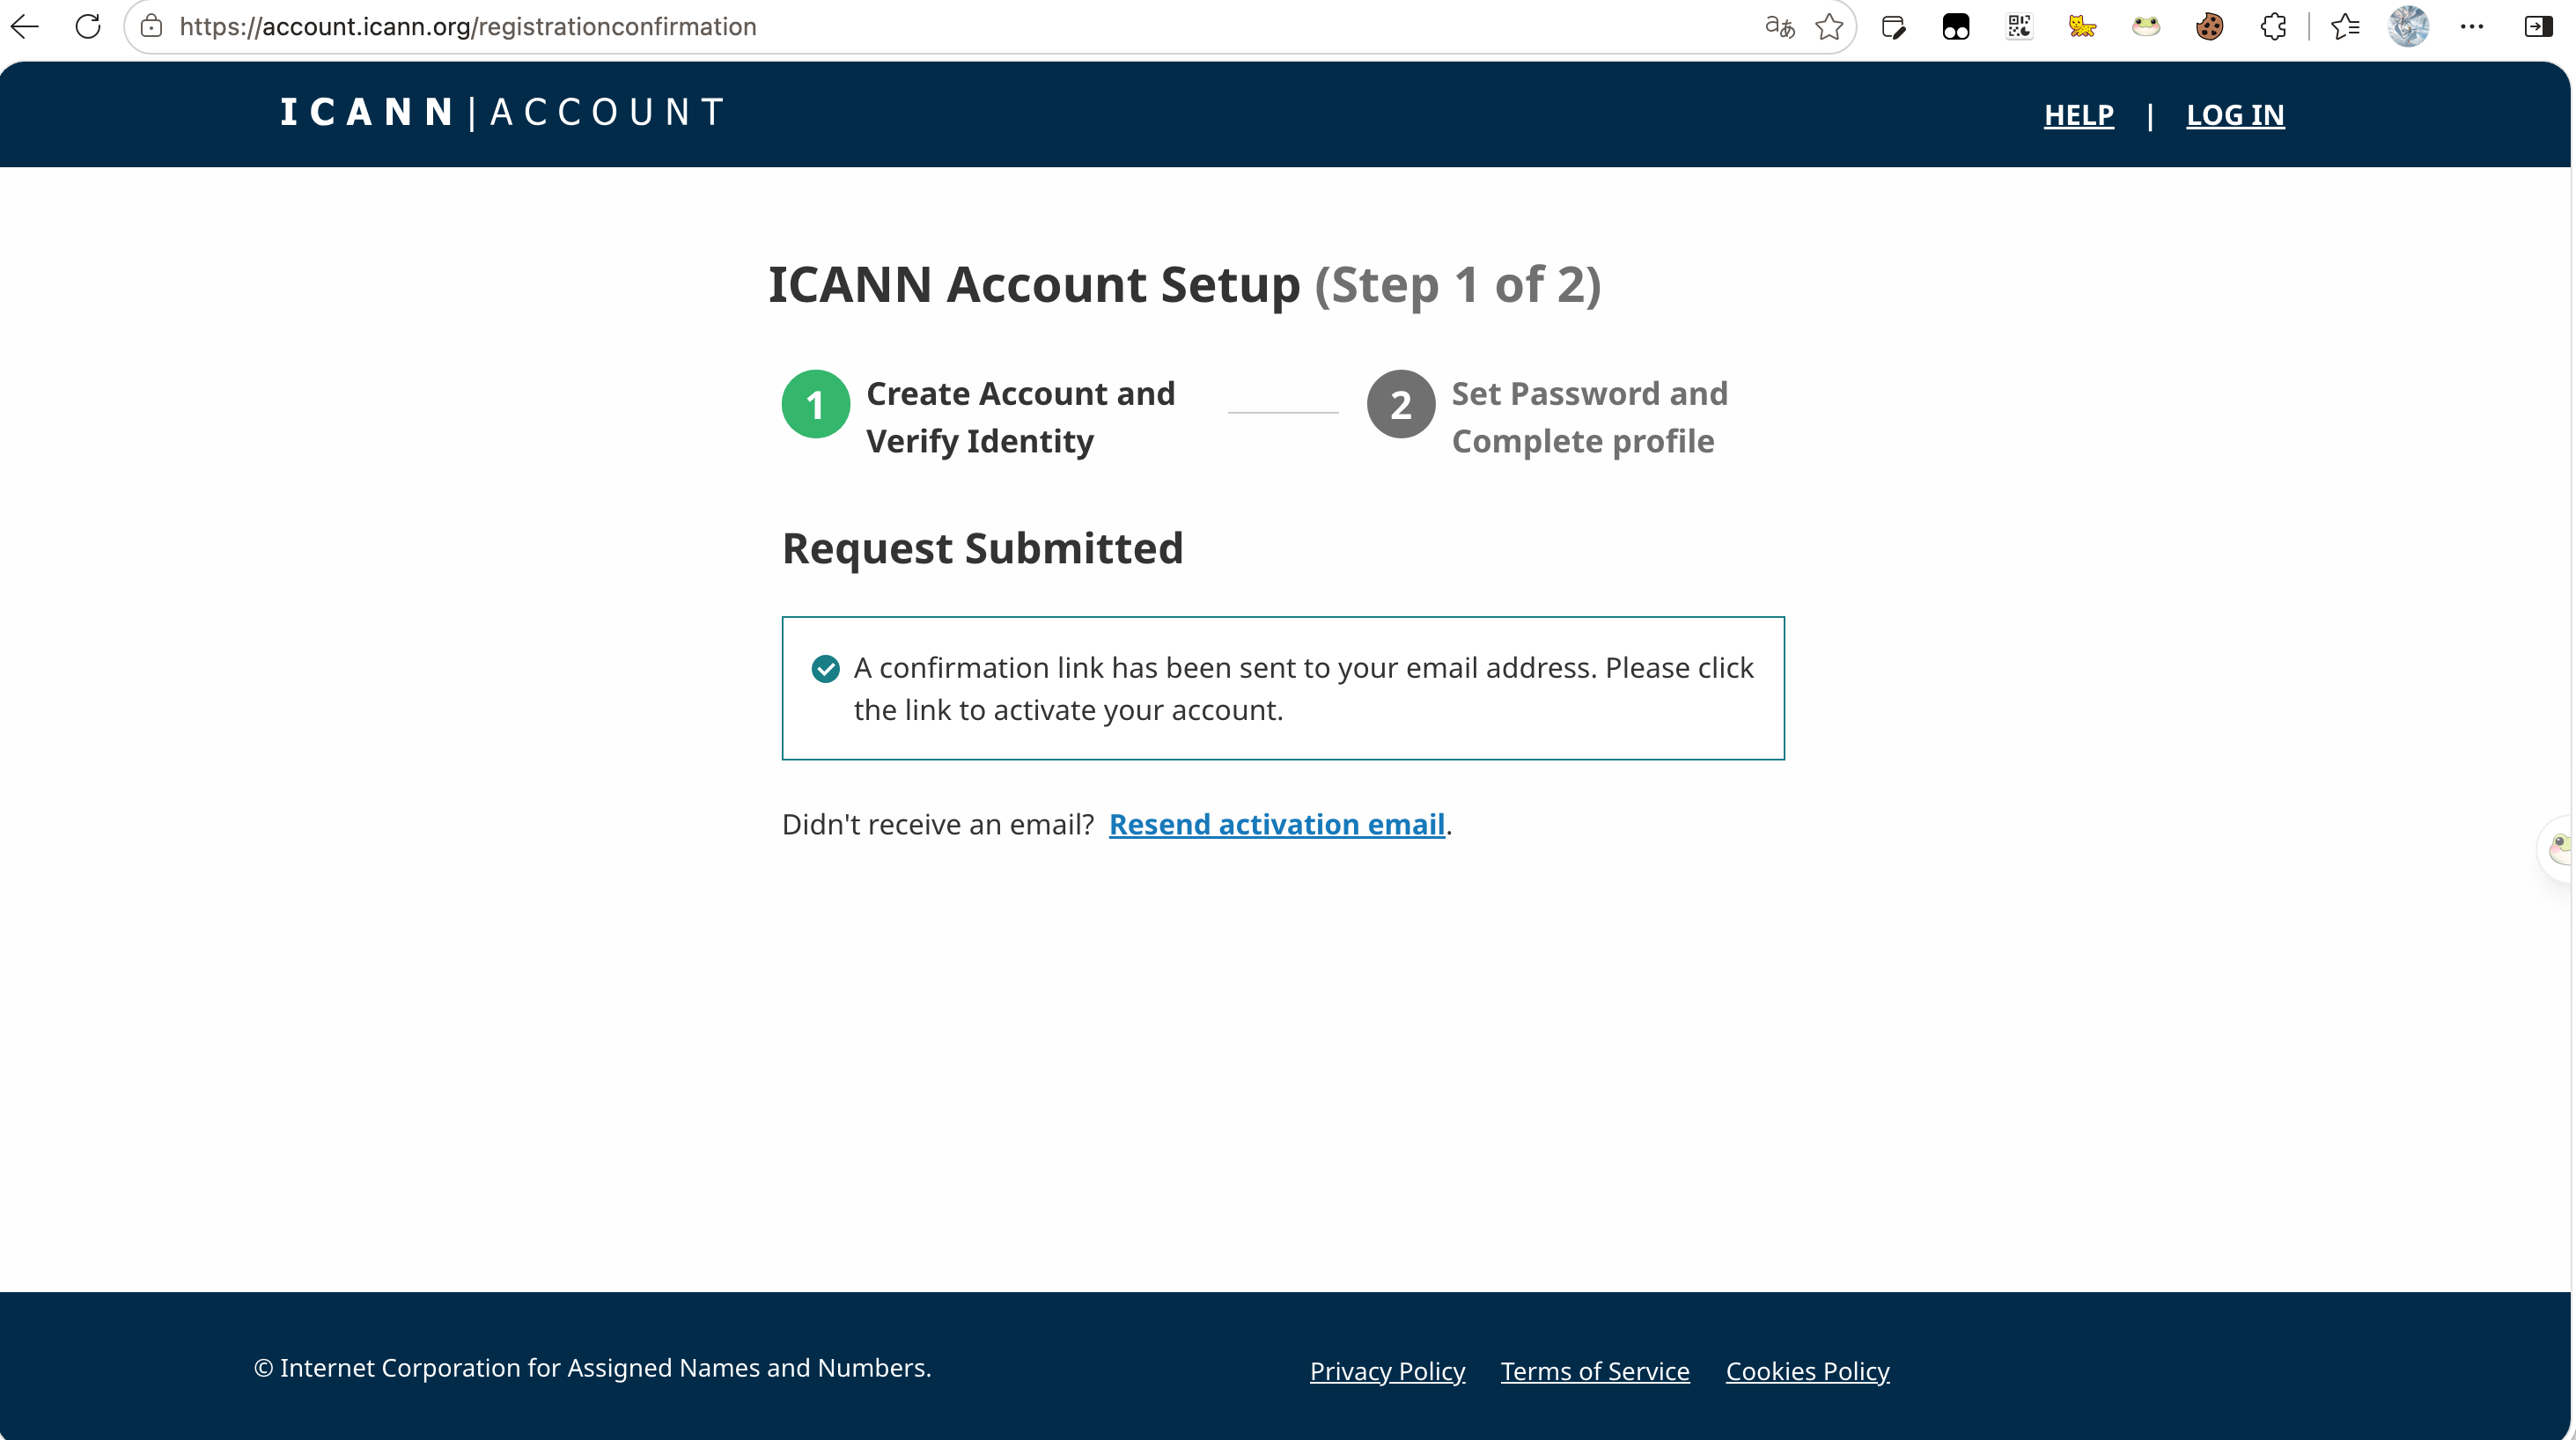 https://account.icann.org/registrationconfirmation
ICANN|ACCOUNT
HELP | LOG IN
ICANN Account Setup (Step 1 of 2)
1 Create Account and
Verify Identity
2 Set Password and
Complete profile
Request Submitted
A confirmation link has been sent to your email address. Please click
the link to activate your account.
Didn't receive an email? Resend activation email.
© Internet Corporation for Assigned Names and Numbers.
Privacy Policy Terms of Service Cookies Policy